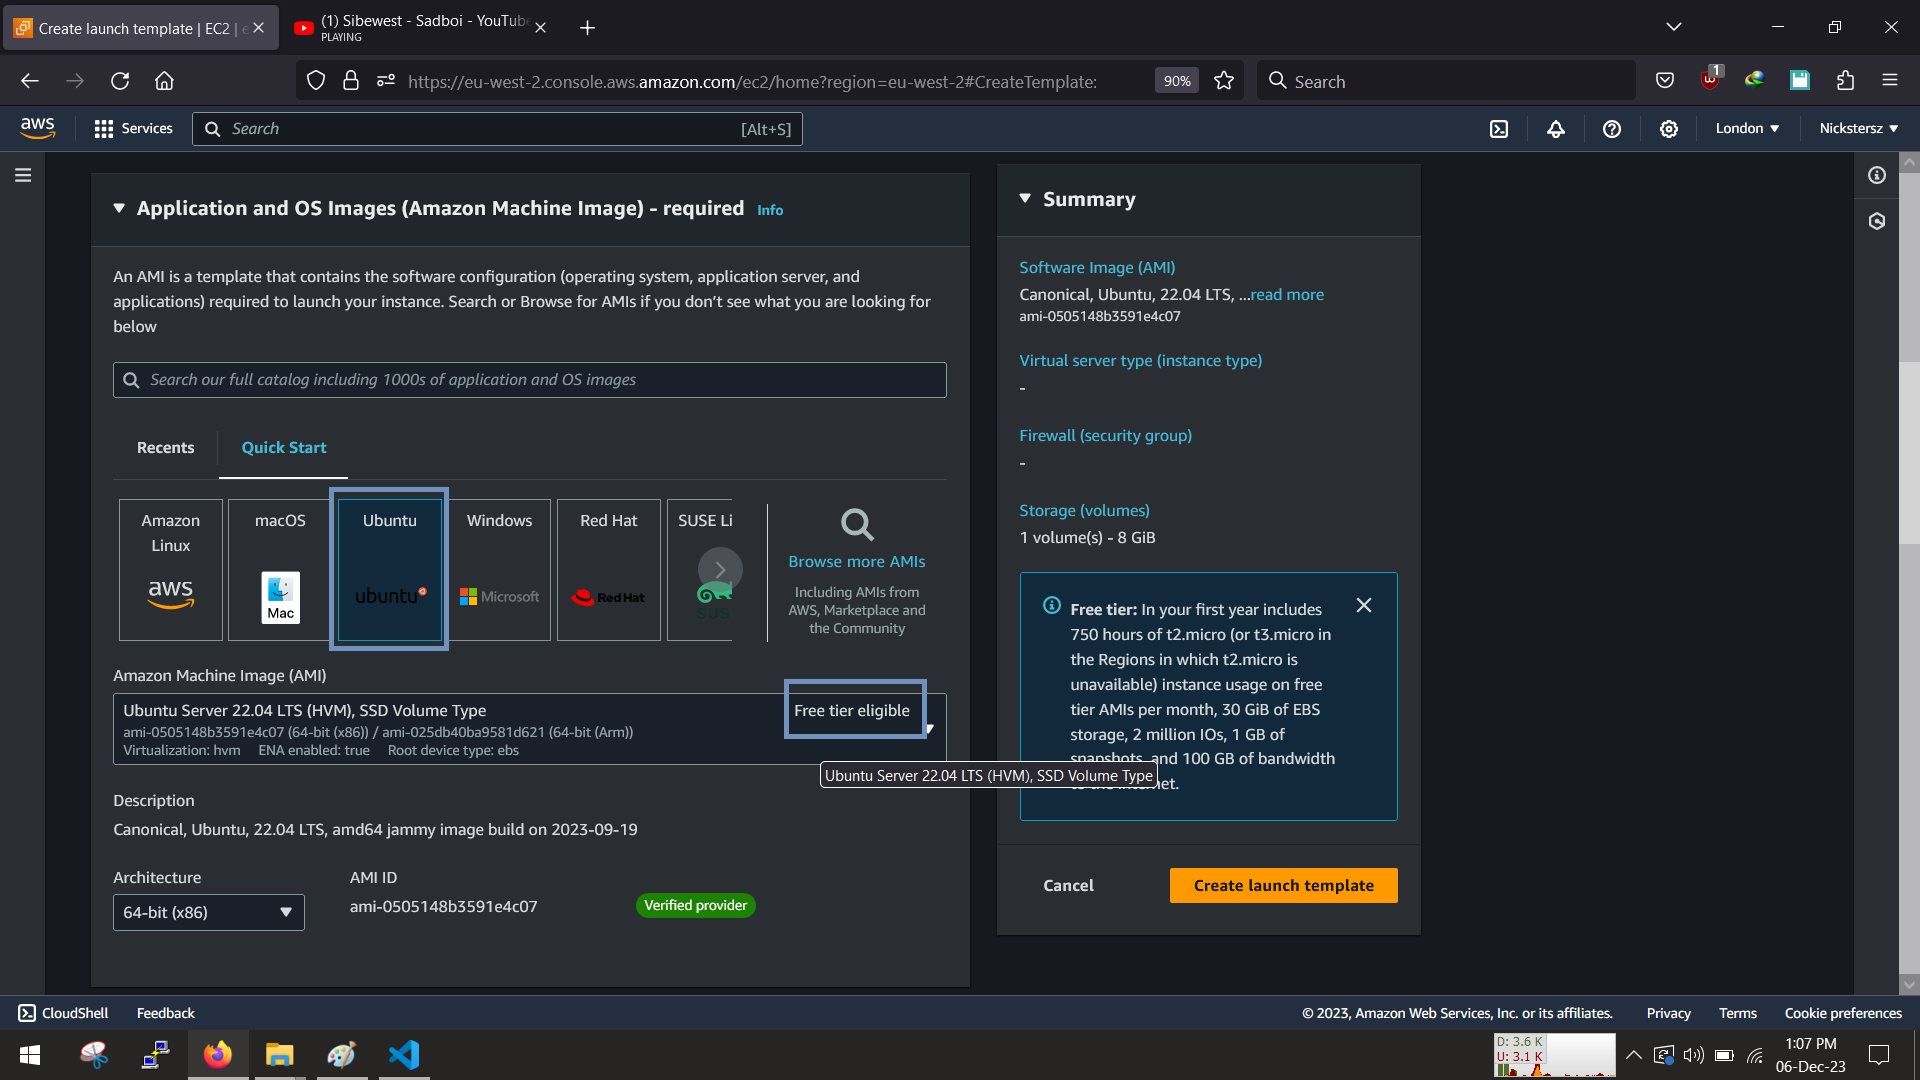 Create launch template | EC2 | e
(1) Sibewest - Sadboi - YouTube
PLAYING
https://eu-west-2.console.aws.amazon.com/ec2/home?region=eu-west-2#CreateTemplate:
90%
Search
1
aws
Services
Search
[Alt+S]
London
Nickstersz
Application and OS Images (Amazon Machine Image) - required Info
An AMI is a template that contains the software configuration (operating system, application server, and
applications) required to launch your instance. Search or Browse for AMIs if you don’t see what you are looking for
below
Search our full catalog including 1000s of application and OS images
Recents
Quick Start
Amazon
Linux
aws
macOS
Mac
Ubuntu
ubuntu
Windows
Microsoft
Red Hat
Red Hat
SUSE Li
SUS
Browse more AMIs
Including AMIs from
AWS, Marketplace and
the Community
Amazon Machine Image (AMI)
Ubuntu Server 22.04 LTS (HVM), SSD Volume Type
Free tier eligible
ami-0505148b3591e4c07 (64-bit (x86)) / ami-025db40ba9581d621 (64-bit (Arm))
Virtualization: hvm ENA enabled: true Root device type: ebs
Ubuntu Server 22.04 LTS (HVM), SSD Volume Type
Description
Canonical, Ubuntu, 22.04 LTS, amd64 jammy image build on 2023-09-19
Architecture
64-bit (x86)
AMI ID
ami-0505148b3591e4c07
Verified provider
Summary
Software Image (AMI)
Canonical, Ubuntu, 22.04 LTS, ...read more
ami-0505148b3591e4c07
Virtual server type (instance type)
-
Firewall (security group)
-
Storage (volumes)
1 volume(s) - 8 GiB
Free tier: In your first year includes
750 hours of t2.micro (or t3.micro in
the Regions in which t2.micro is
unavailable) instance usage on free
tier AMIs per month, 30 GiB of EBS
storage, 2 million IOs, 1 GB of
snapshots, and 100 GB of bandwidth
to the internet.
Cancel
Create launch template
CloudShell
Feedback
© 2023, Amazon Web Services, Inc. or its affiliates.
Privacy
Terms
Cookie preferences
D: 3.6 K
U: 3.1 K
1:07 PM
06-Dec-23